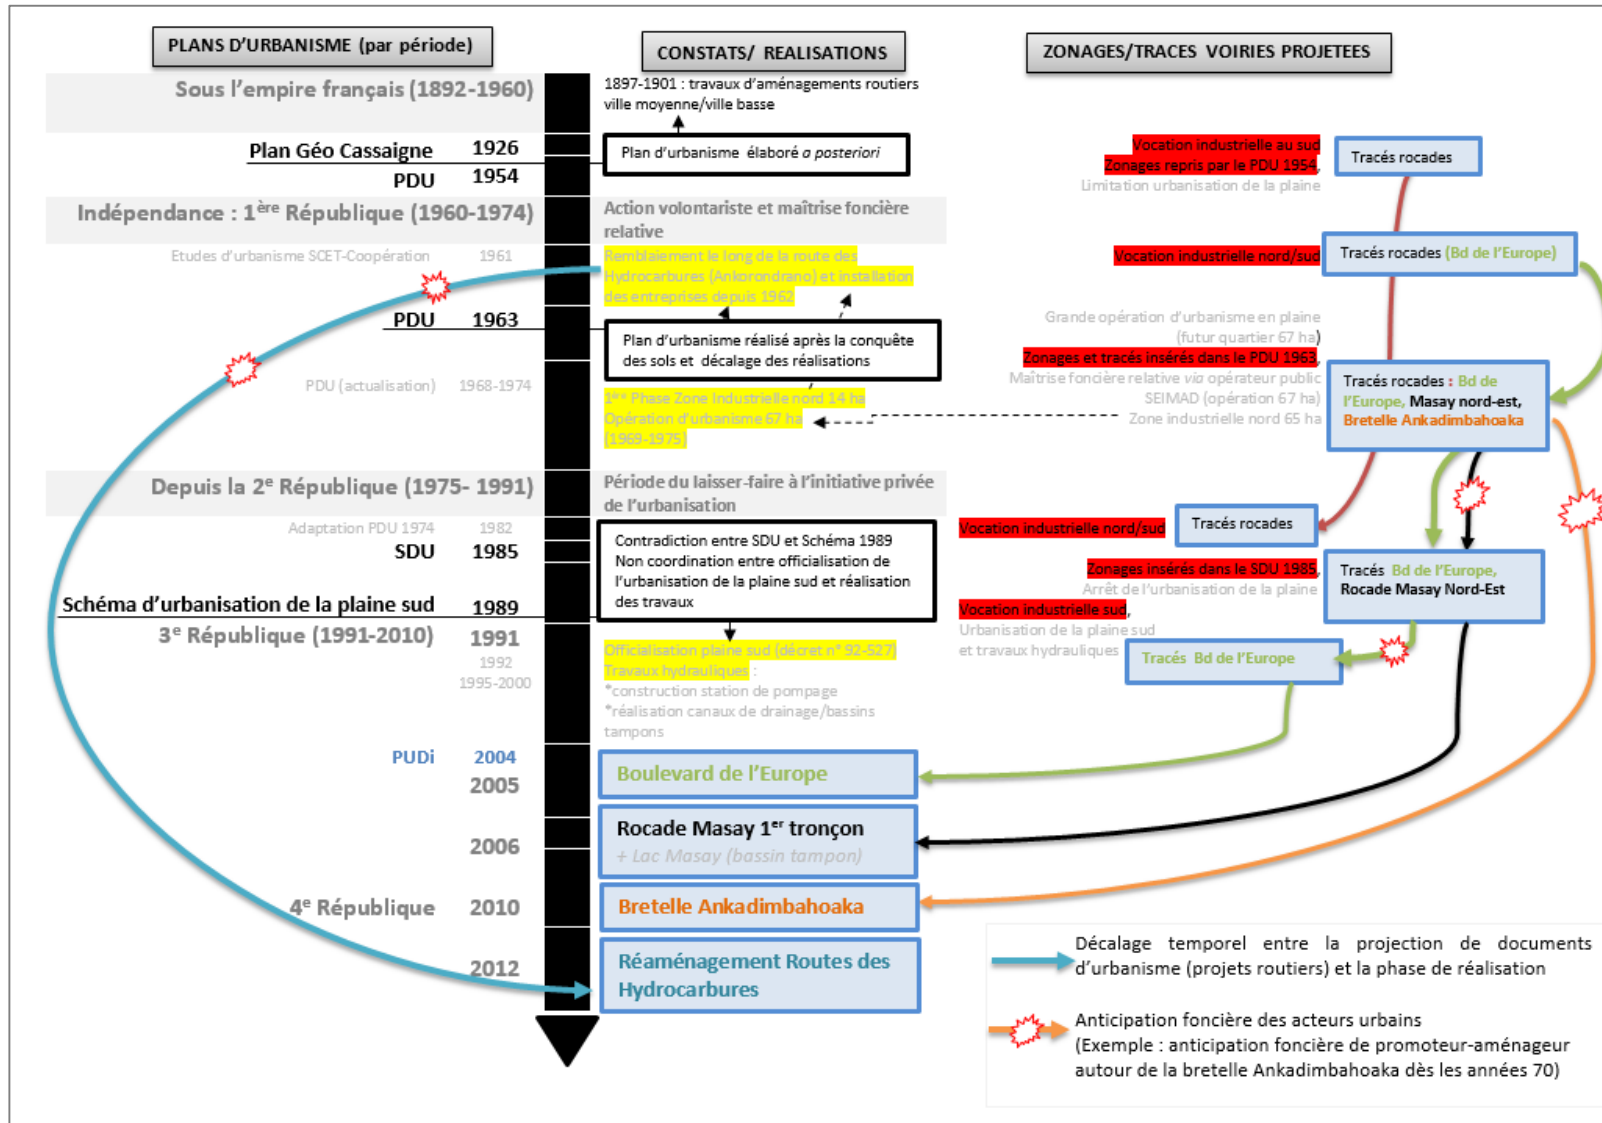 PLANS D'URBANISME (par période)
CONSTATS/ REALISATIONS
ZONAGES/TRACES VOIRIES PROJETEES
Sous l'empire français (1892-1960)
1897-1901 : travaux d'aménagements routiers
ville moyenne/ville basse
Plan Géo Cassaigne 1926
PDU 1954
Plan d'urbanisme élaboré a posteriori
Vocation industrielle au sud
Zonages repris par le PDU 1954,
Limitation urbanisation de la plaine
Tracés rocades
Indépendance : 1ère République (1960-1974)
Action volontariste et maîtrise foncière
relative
Etudes d'urbanisme SCET-Coopération 1961
Remblaiement le long de la route des
Hydrocarbures (Ankorondrano) et installation
des entreprises depuis 1962
Vocation industrielle nord/sud
Tracés rocades (Bd de l'Europe)
PDU 1963
Plan d'urbanisme réalisé après la conquête
des sols et décalage des réalisations
PDU (actualisation) 1968-1974
1ère Phase Zone Industrielle nord 14 ha
Opération d'urbanisme 67 ha
(1969-1975)
Grande opération d'urbanisme en plaine
(futur quartier 67 ha)
Zonages et tracés insérés dans le PDU 1963,
Maîtrise foncière relative via opérateur public
SEIMAD (opération 67 ha)
Zone industrielle nord 65 ha
Tracés rocades : Bd de
l'Europe, Masay nord-est,
Bretelle Ankadimbahoaka
Depuis la 2e République (1975- 1991)
Période du laisser-faire à l'initiative privée
de l'urbanisation
Adaptation PDU 1974 1982
SDU 1985
Contradiction entre SDU et Schéma 1989
Non coordination entre officialisation de
l'urbanisation de la plaine sud et réalisation
des travaux
Vocation industrielle nord/sud
Tracés rocades
Zonages insérés dans le SDU 1985,
Arrêt de l'urbanisation de la plaine
Tracés Bd de l'Europe,
Rocade Masay Nord-Est
Schéma d'urbanisation de la plaine sud 1989
Vocation industrielle sud,
Urbanisation de la plaine sud
et travaux hydrauliques
Tracés Bd de l'Europe
3e République (1991-2010) 1991
1992
1995-2000
Officialisation plaine sud (décret n° 92-527)
Travaux hydrauliques :
*construction station de pompage
*réalisation canaux de drainage/bassins
tampons
PUDi 2004
2005
Boulevard de l'Europe
2006
Rocade Masay 1er tronçon
+ Lac Masay (bassin tampon)
4e République 2010
Bretelle Ankadimbahoaka
2012
Réaménagement Routes des
Hydrocarbures
Décalage temporel entre la projection de documents
d'urbanisme (projets routiers) et la phase de réalisation
Anticipation foncière des acteurs urbains
(Exemple : anticipation foncière de promoteur-aménageur
autour de la bretelle Ankadimbahoaka dès les années 70)